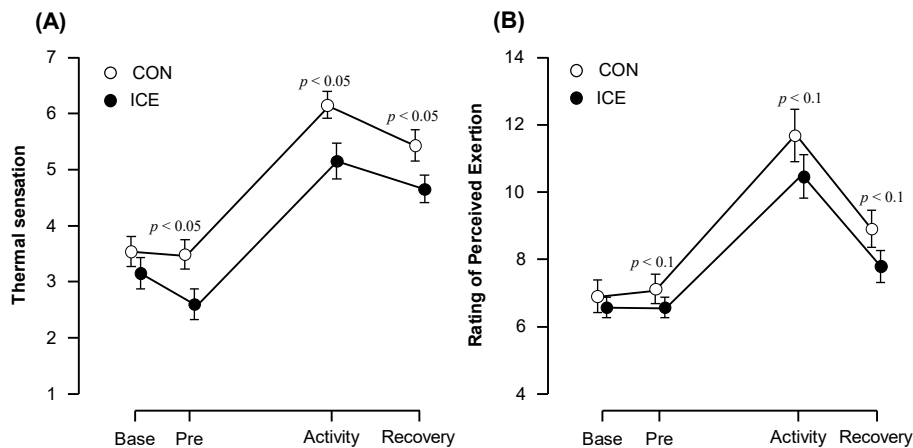 (A)
Thermal sensation
7
6
5
4
3
2
1
CON
ICE
p < 0.05
p < 0.05
p < 0.05
Base
Pre
Activity
Recovery
(B)
Rating of Perceived Exertion
14
12
10
8
6
4
CON
ICE
p < 0.1
p < 0.1
p < 0.1
Base
Pre
Activity
Recovery